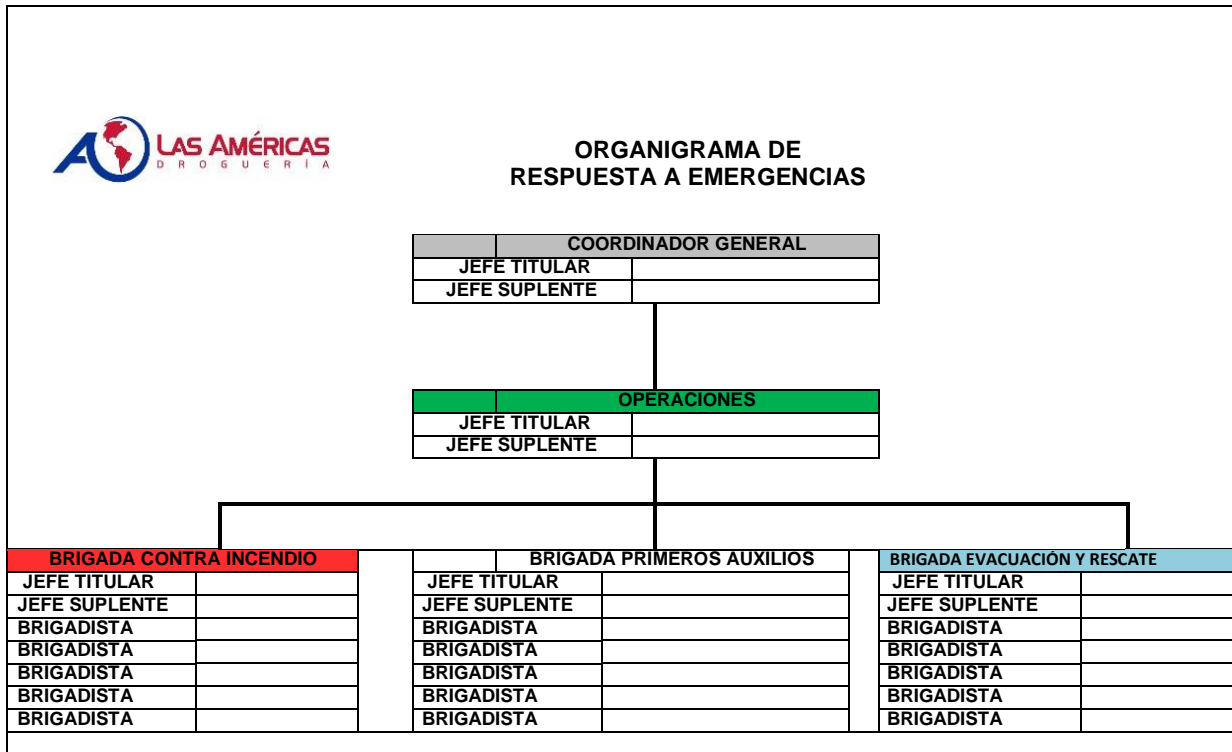 LAS AMÉRICAS
DROGUERÍA
ORGANIGRAMA DE
RESPUESTA A EMERGENCIAS
COORDINADOR GENERAL
JEFE TITULAR
JEFE SUPLENTE
OPERACIONES
JEFE TITULAR
JEFE SUPLENTE
BRIGADA CONTRA INCENDIO
JEFE TITULAR
JEFE SUPLENTE
BRIGADISTA
BRIGADISTA
BRIGADISTA
BRIGADISTA
BRIGADISTA
BRIGADA PRIMEROS AUXILIOS
JEFE TITULAR
JEFE SUPLENTE
BRIGADISTA
BRIGADISTA
BRIGADISTA
BRIGADISTA
BRIGADISTA
BRIGADA EVACUACIÓN Y RESCATE
JEFE TITULAR
JEFE SUPLENTE
BRIGADISTA
BRIGADISTA
BRIGADISTA
BRIGADISTA
BRIGADISTA